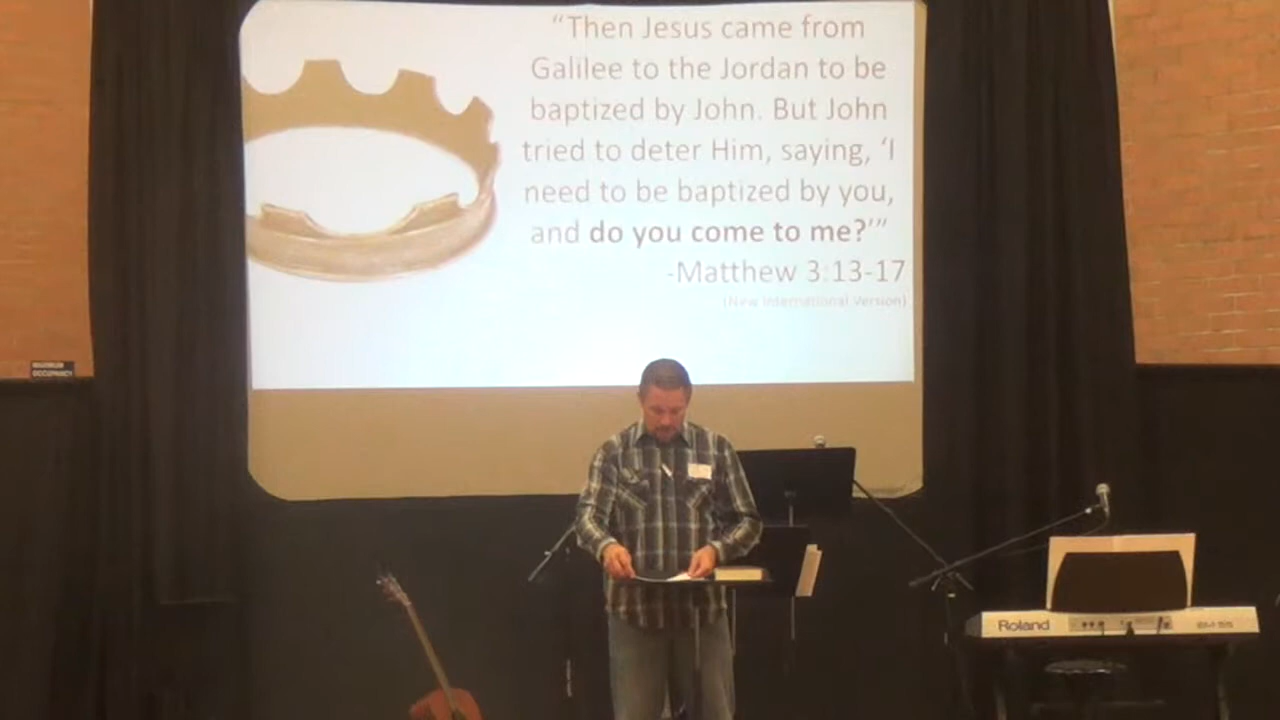 “Then Jesus came from
Galilee to the Jordan to be
baptized by John. But John
tried to deter Him, saying, ‘I
need to be baptized by you,
and do you come to me?’”
-Matthew 3:13-17
(New International Version)
MAXIMUM
OCCUPANCY
Roland